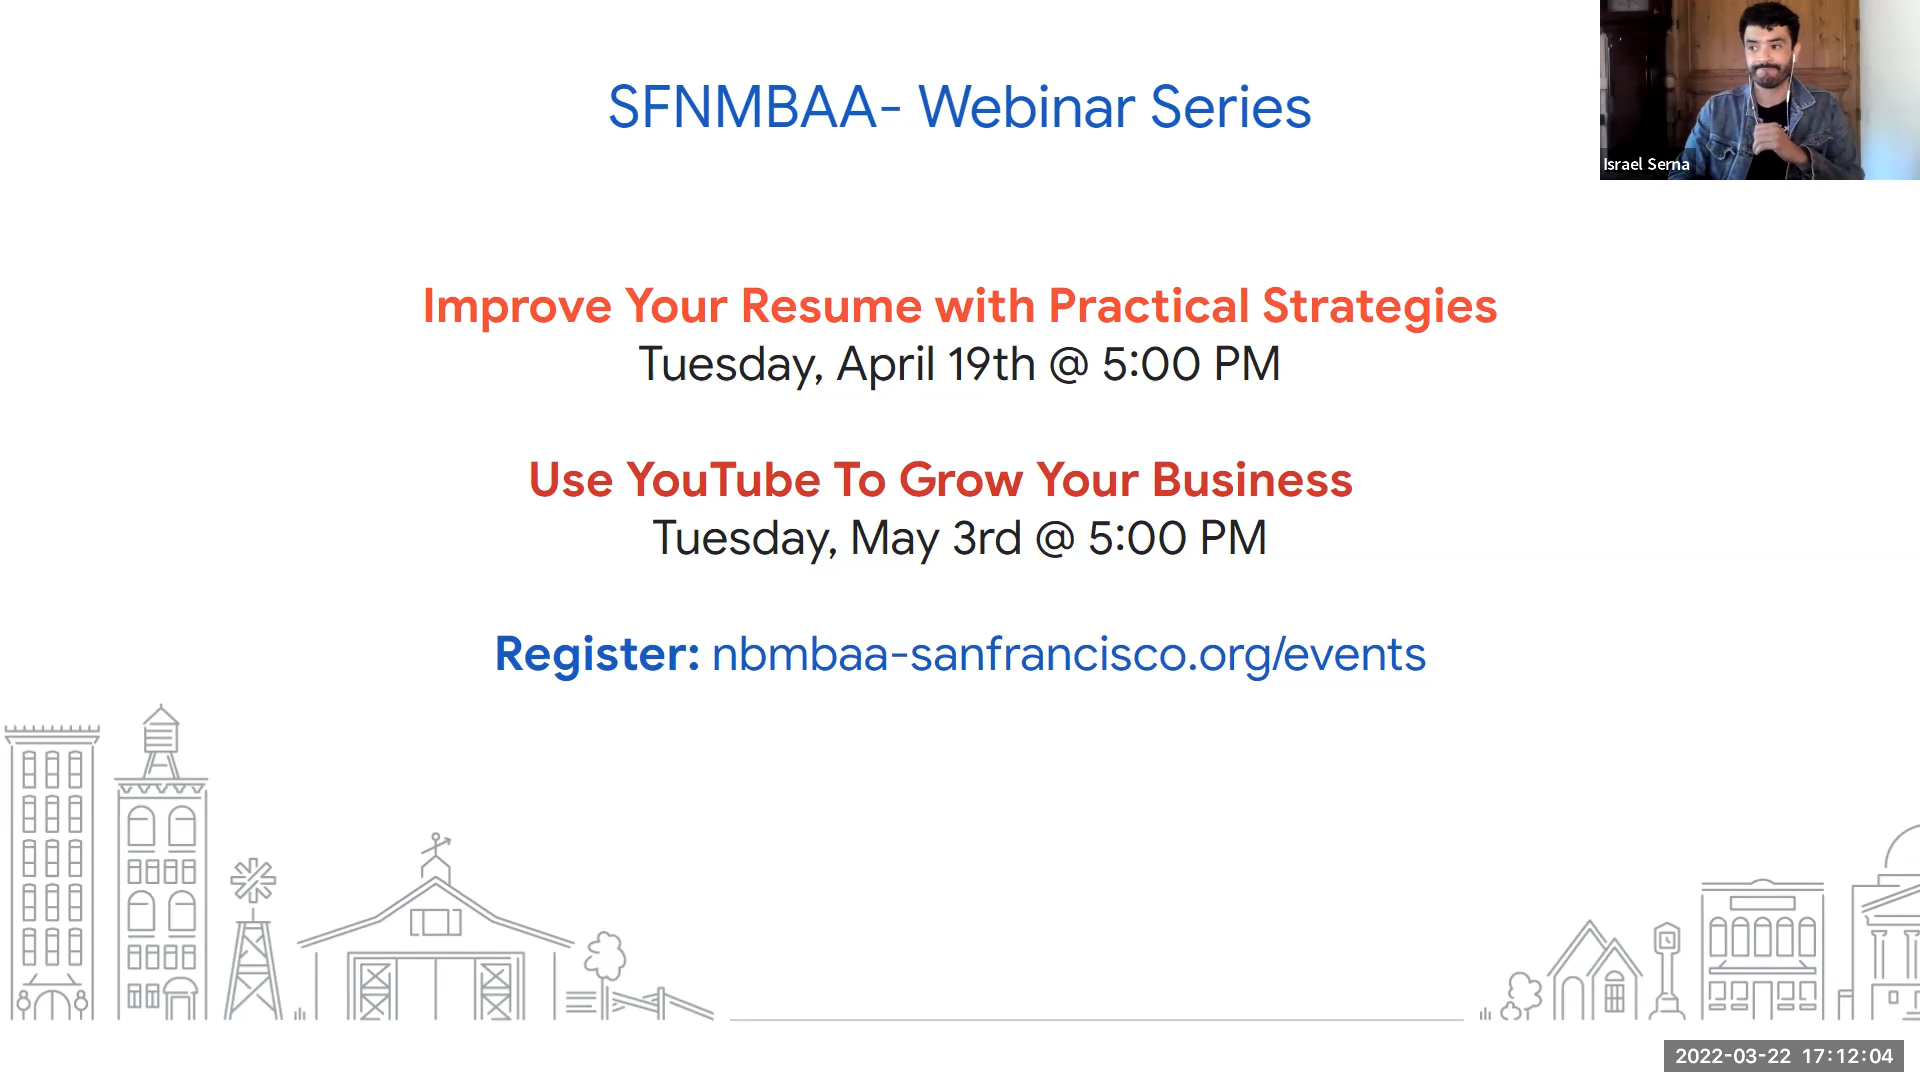 SFNMBAA- Webinar Series
Israel Serna
Improve Your Resume with Practical Strategies
Tuesday, April 19th @ 5:00 PM
Use YouTube To Grow Your Business
Tuesday, May 3rd @ 5:00 PM
Register: nbmbaa-sanfrancisco.org/events
2022-03-22 17:12:04